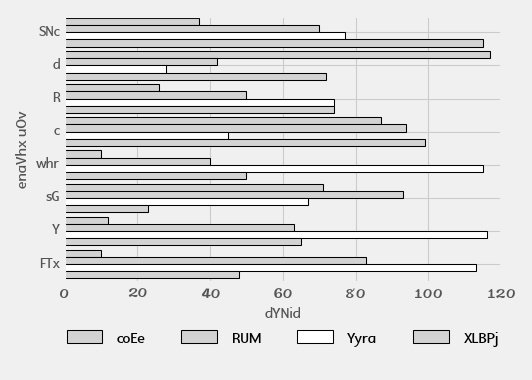 SNc
d
R
c
whr
sG
Y
FTx
enaVhx uOv
0 20 40 60 80 100 120
dYNid
coEe RUM Yyra XLBPj